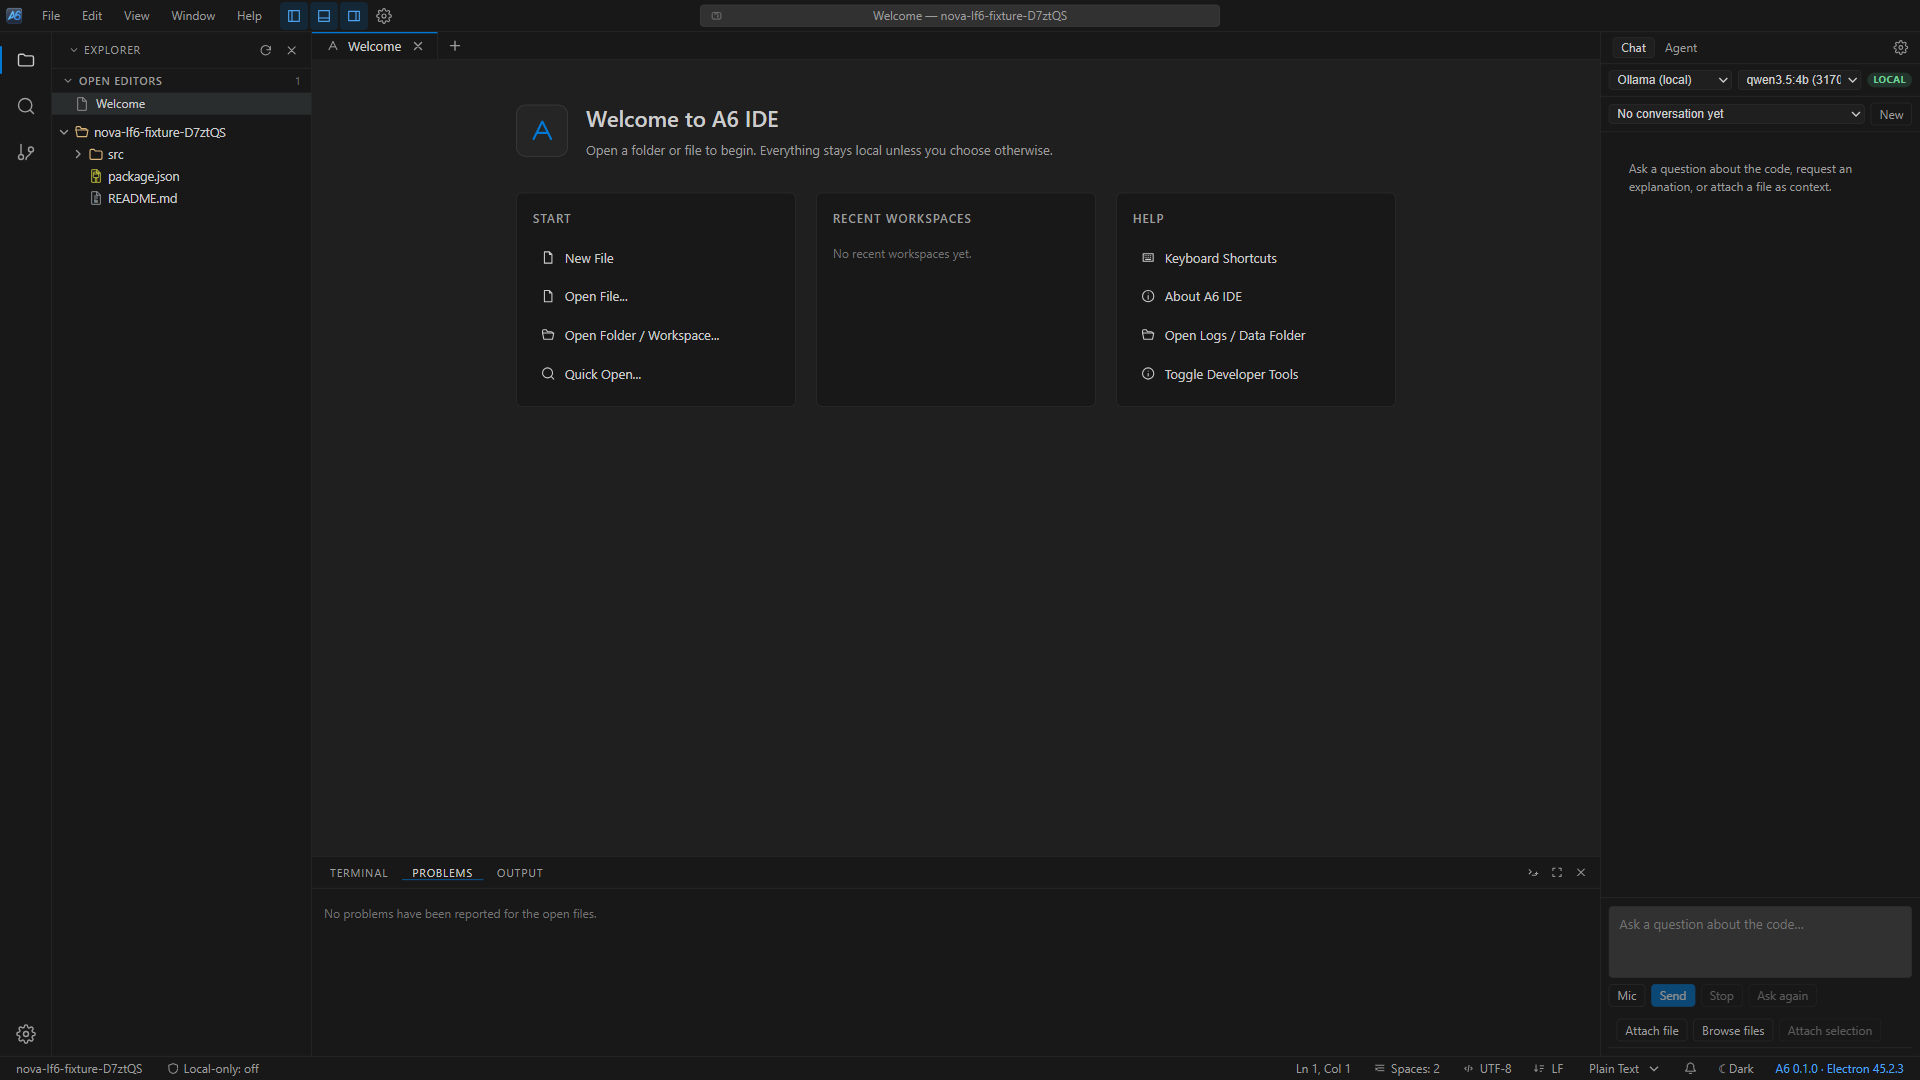 A6 File Edit View Window Help Welcome — nova-lf6-fixture-D7ztQS
EXPLORER
OPEN EDITORS 1
Welcome
nova-lf6-fixture-D7ztQS
src
package.json
README.md
Welcome
Welcome to A6 IDE
Open a folder or file to begin. Everything stays local unless you choose otherwise.
START
New File
Open File...
Open Folder / Workspace...
Quick Open...
RECENT WORKSPACES
No recent workspaces yet.
HELP
Keyboard Shortcuts
About A6 IDE
Open Logs / Data Folder
Toggle Developer Tools
TERMINAL PROBLEMS OUTPUT
No problems have been reported for the open files.
Chat Agent
Ollama (local) qwen3.5:4b (317( LOCAL
No conversation yet New
Ask a question about the code, request an
explanation, or attach a file as context.
Ask a question about the code...
Mic Send Stop Ask again
Attach file Browse files Attach selection
nova-lf6-fixture-D7ztQS Local-only: off Ln 1, Col 1 Spaces: 2 UTF-8 LF Plain Text Dark A6 0.1.0 · Electron 45.2.3